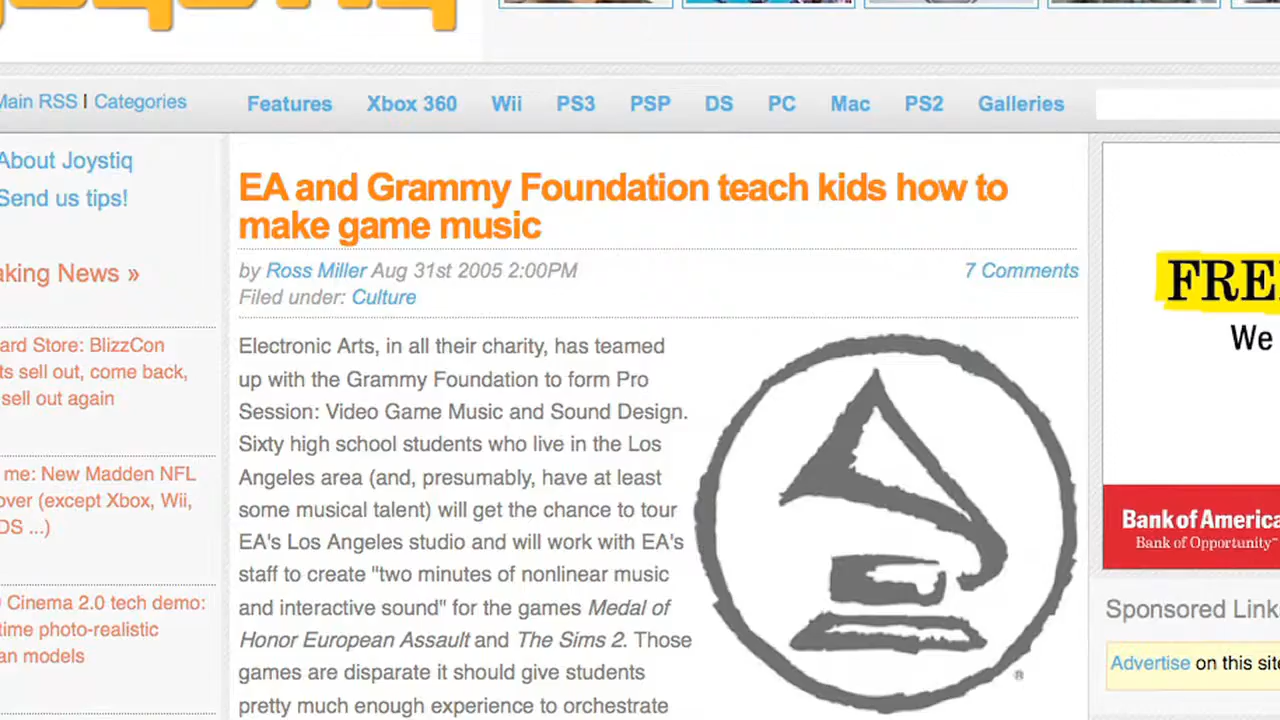 Main RSS | Categories
Features Xbox 360 Wii PS3 PSP DS PC Mac PS2 Galleries
About Joystiq
Send us tips!
aking News »
ard Store: BlizzCon
ts sell out, come back,
sell out again
me: New Madden NFL
over (except Xbox, Wii,
DS ...)
Cinema 2.0 tech demo:
time photo-realistic
an models
EA and Grammy Foundation teach kids how to
make game music
by Ross Miller Aug 31st 2005 2:00PM
7 Comments
Filed under: Culture
Electronic Arts, in all their charity, has teamed
up with the Grammy Foundation to form Pro
Session: Video Game Music and Sound Design.
Sixty high school students who live in the Los
Angeles area (and, presumably, have at least
some musical talent) will get the chance to tour
EA's Los Angeles studio and will work with EA's
staff to create "two minutes of nonlinear music
and interactive sound" for the games Medal of
Honor European Assault and The Sims 2. Those
games are disparate it should give students
pretty much enough experience to orchestrate
®
FREE
We
Bank of America
Bank of Opportunity™
Sponsored Link
Advertise on this site